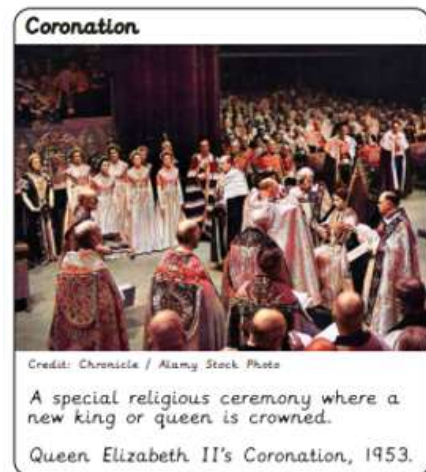 Coronation
Credit: Chronicle / Alamy Stock Photo
A special religious ceremony where a
new king or queen is crowned.
Queen Elizabeth II's Coronation, 1953.